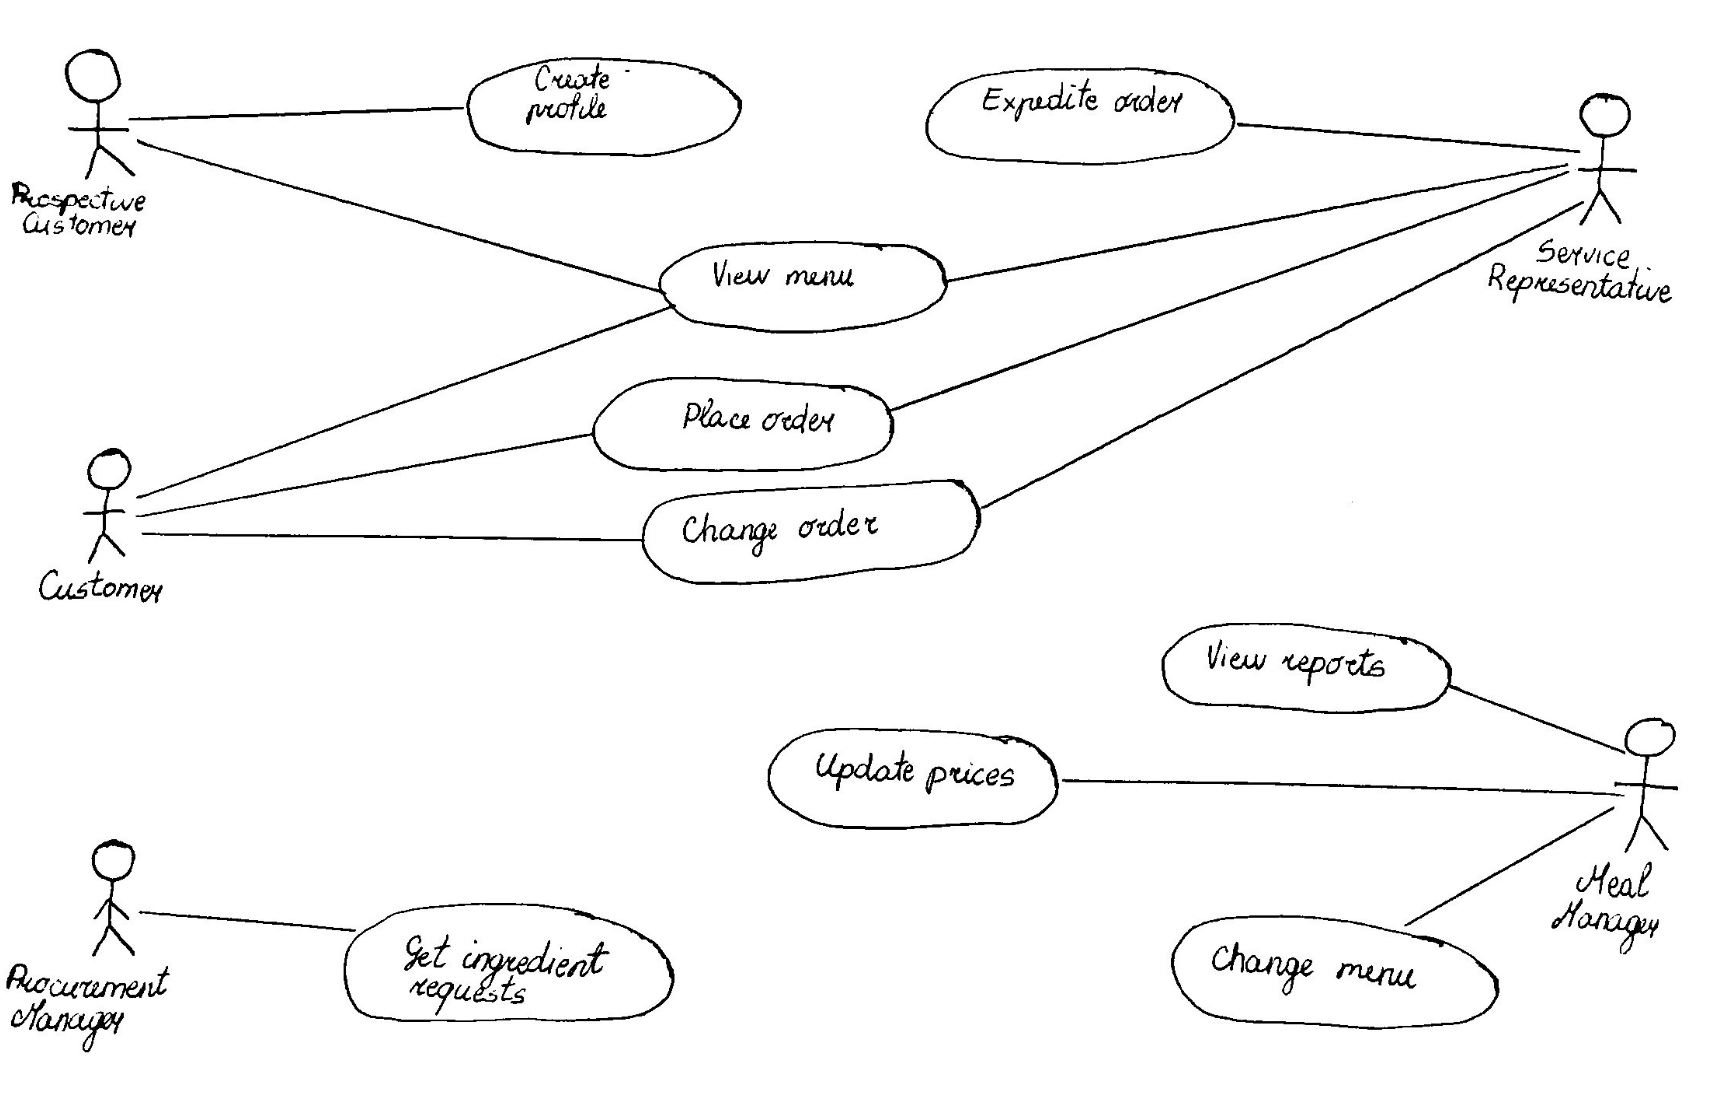 Create
profile
Expedite order
Prospective
Customer
View menu
Service
Representative
Place order
Change order
Customer
View reports
Update prices
Meal
Manager
Get ingredient
requests
Change menu
Procurement
Manager